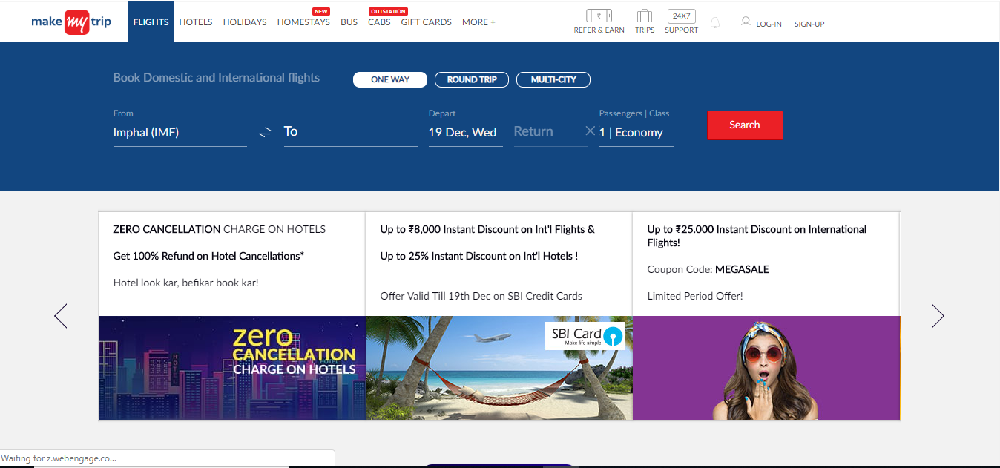 make my trip
FLIGHTS
HOTELS
HOLIDAYS
NEW
HOMESTAYS
BUS
OUTSTATION
CABS
GIFT CARDS
MORE +
₹
REFER & EARN
TRIPS
24X7
SUPPORT
LOG-IN
SIGN-UP
Book Domestic and International flights
ONE WAY
ROUND TRIP
MULTI-CITY
From
Imphal (IMF)
To
Depart
19 Dec, Wed
Return
Passengers | Class
1 | Economy
Search
ZERO CANCELLATION CHARGE ON HOTELS
Get 100% Refund on Hotel Cancellations*
Hotel look kar, befikar book kar!
HOTEL
HOTEL
zero
CANCELLATION
CHARGE ON HOTELS
Up to ₹8,000 Instant Discount on Int'l Flights &
Up to 25% Instant Discount on Int'l Hotels !
Offer Valid Till 19th Dec on SBI Credit Cards
SBI Card
Make life simple
Up to ₹25.000 Instant Discount on International
Flights!
Coupon Code: MEGASALE
Limited Period Offer!
Waiting for z.webengage.co...